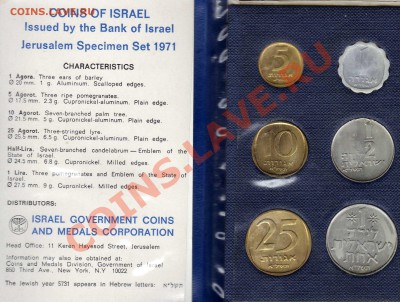 COINS.LAVE.RU
COINS OF ISRAEL
Issued by the Bank of Israel
Jerusalem Specimen Set 1971
CHARACTERISTICS
1 Agora. Three ears of barley
Ø 20 mm. 1 g. Aluminum. Scalloped edges.
5 Agorot. Three ripe pomegranates.
Ø 17.5 mm. 2.3 g. Cupronickel-aluminum. Plain edge.
10 Agorot. Seven-branched palm tree.
Ø 21.5 mm. 5 g. Cupronickel-aluminum. Plain edge.
25 Agorot. Three-stringed lyre.
Ø 25.5 mm. 6.5 g. Cupronickel-aluminum. Plain edge.
Half-Lira. Seven-branched candelabrum – Emblem of the
State of Israel.
Ø 24.5 mm. 6.8 g. Cupronickel. Milled edges.
1 Lira. Three pomegranates and Emblem of the State of
Israel.
Ø 27.5 mm. 9 g. Cupronickel. Milled edges.
DISTRIBUTORS:
ISRAEL GOVERNMENT COINS
AND MEDALS CORPORATION
Head Office: 11 Keren Hayesod Street, Jerusalem
Information may also be obtained at:
Coins and Medals Division, Government of Israel
850 Third Ave., New York, N.Y 10022
The Jewish year 5731 appears in Hebrew letters:
5
אגורות
10
אגורות
1/2
25
אגורות
COINS.LAVE.RU